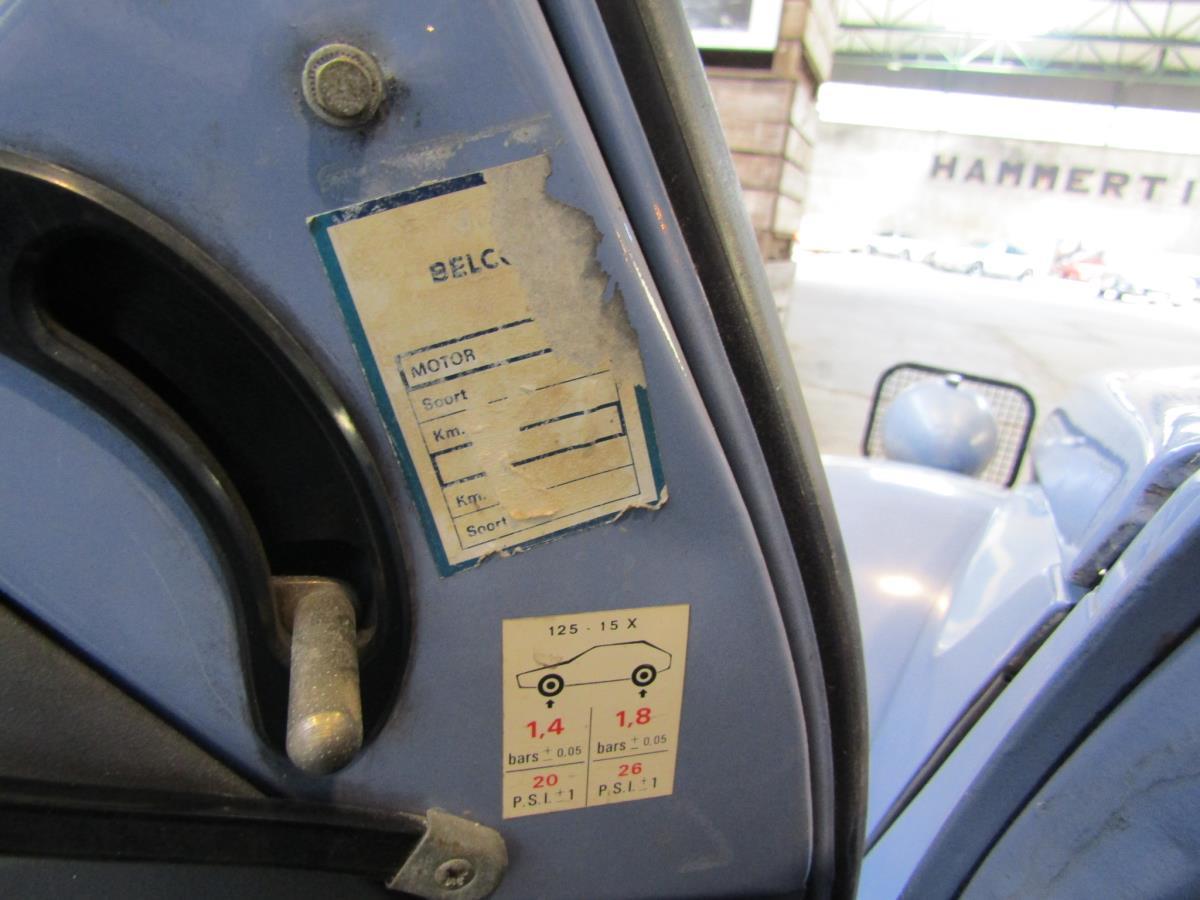 HAMMERT
BELC
MOTOR
Soort
Km.
Km.
Soort
125 - 15 X
1,4 1,8
bars ± 0.05 bars ± 0.05
20 26
P.S.I. ± 1 P.S.I. ± 1